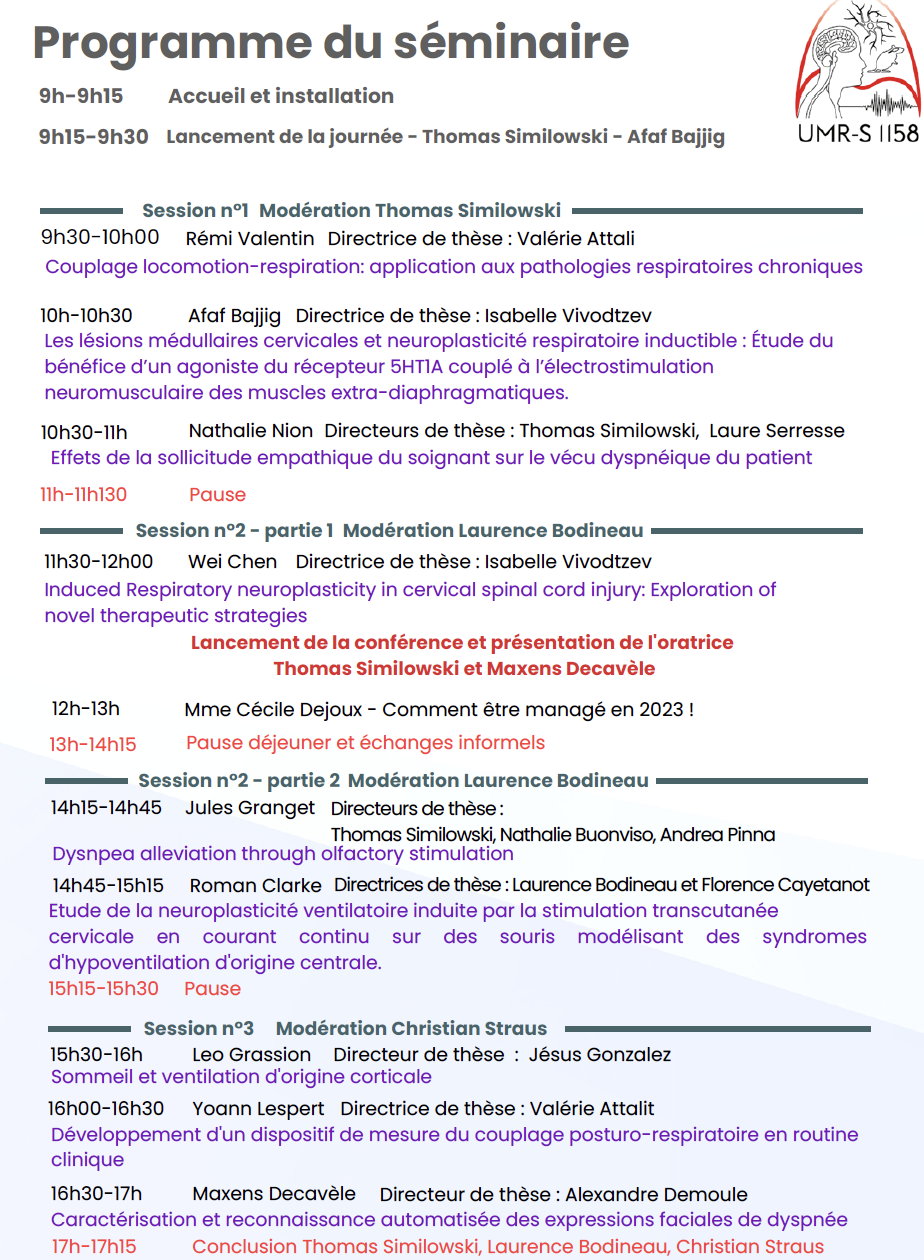 Programme du séminaire
9h-9h15 Accueil et installation
9h15-9h30 Lancement de la journée - Thomas Similowski - Afaf Bajjig
UMR-S 1158
Session n°1 Modération Thomas Similowski
9h30-10h00 Rémi Valentin Directrice de thèse : Valérie Attali
Couplage locomotion-respiration: application aux pathologies respiratoires chroniques
10h-10h30 Afaf Bajjig Directrice de thèse : Isabelle Vivodtzev
Les lésions médullaires cervicales et neuroplasticité respiratoire inductible : Étude du
bénéfice d’un agoniste du récepteur 5HT1A couplé à l’électrostimulation
neuromusculaire des muscles extra-diaphragmatiques.
10h30-11h Nathalie Nion Directeurs de thèse : Thomas Similowski, Laure Serresse
Effets de la sollicitude empathique du soignant sur le vécu dyspnéique du patient
11h-11h130 Pause
Session n°2 - partie 1 Modération Laurence Bodineau
11h30-12h00 Wei Chen Directrice de thèse : Isabelle Vivodtzev
Induced Respiratory neuroplasticity in cervical spinal cord injury: Exploration of
novel therapeutic strategies
Lancement de la conférence et présentation de l'oratrice
Thomas Similowski et Maxens Decavèle
12h-13h Mme Cécile Dejoux - Comment être managé en 2023 !
13h-14h15 Pause déjeuner et échanges informels
Session n°2 - partie 2 Modération Laurence Bodineau
14h15-14h45 Jules Granget Directeurs de thèse :
Thomas Similowski, Nathalie Buonviso, Andrea Pinna
Dysnpea alleviation through olfactory stimulation
14h45-15h15 Roman Clarke Directrices de thèse : Laurence Bodineau et Florence Cayetanot
Etude de la neuroplasticité ventilatoire induite par la stimulation transcutanée
cervicale en courant continu sur des souris modélisant des syndromes
d'hypoventilation d'origine centrale.
15h15-15h30 Pause
Session n°3 Modération Christian Straus
15h30-16h Leo Grassion Directeur de thèse : Jésus Gonzalez
Sommeil et ventilation d'origine corticale
16h00-16h30 Yoann Lespert Directrice de thèse : Valérie Attalit
Développement d'un dispositif de mesure du couplage posturo-respiratoire en routine
clinique
16h30-17h Maxens Decavèle Directeur de thèse : Alexandre Demoule
Caractérisation et reconnaissance automatisée des expressions faciales de dyspnée
17h-17h15 Conclusion Thomas Similowski, Laurence Bodineau, Christian Straus